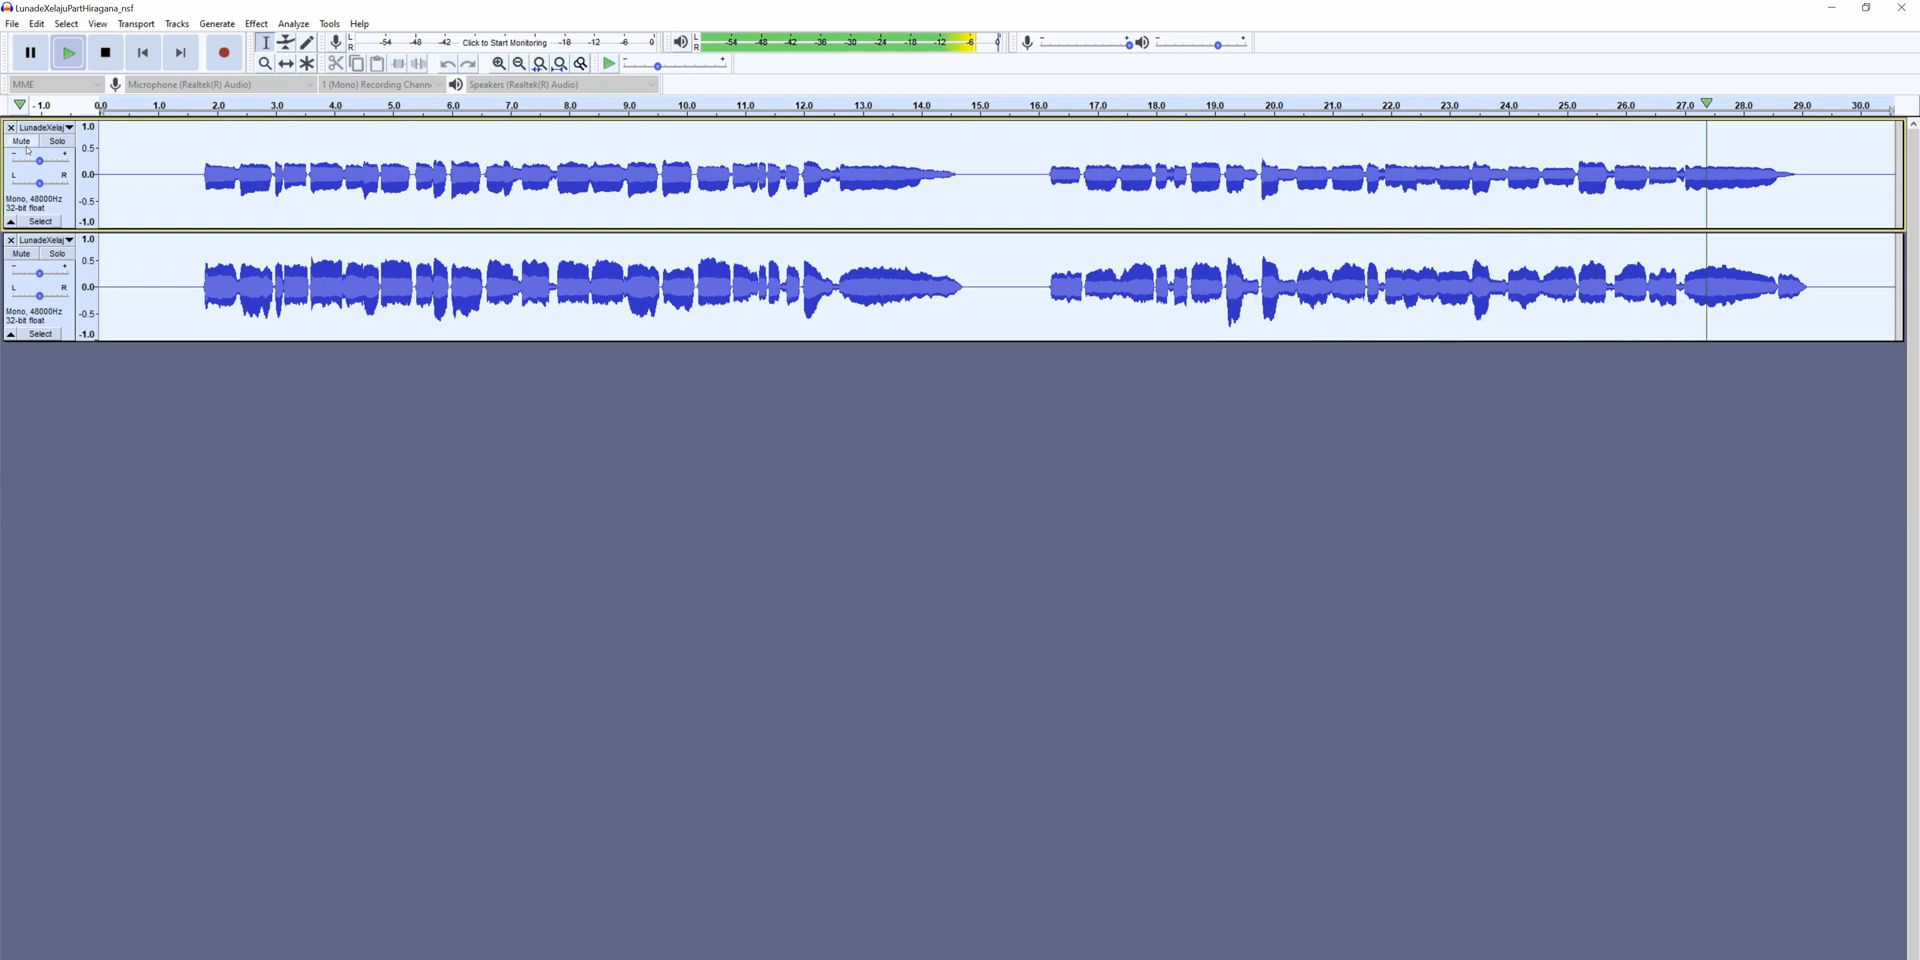 LunadeXelajuPartHiragana_nsf
File Edit Select View Transport Tracks Generate Effect Analyze Tools Help
L R -54 -48 -42 Click to Start Monitoring -18 -12 -6 0 L R -54 -48 -42 -36 -30 -24 -18 -12 -6 0 - + - +
- +
MME Microphone (Realtek(R) Audio) 1 (Mono) Recording Chann Speakers (Realtek(R) Audio)
- 1.0 0.0 1.0 2.0 3.0 4.0 5.0 6.0 7.0 8.0 9.0 10.0 11.0 12.0 13.0 14.0 15.0 16.0 17.0 18.0 19.0 20.0 21.0 22.0 23.0 24.0 25.0 26.0 27.0 28.0 29.0 30.0
LunadeXelaj 1.0
Mute Solo
0.5
- +
L R 0.0
Mono, 48000Hz -0.5
32-bit float
Select -1.0
LunadeXelaj 1.0
Mute Solo
0.5
- +
L R 0.0
Mono, 48000Hz -0.5
32-bit float
Select -1.0